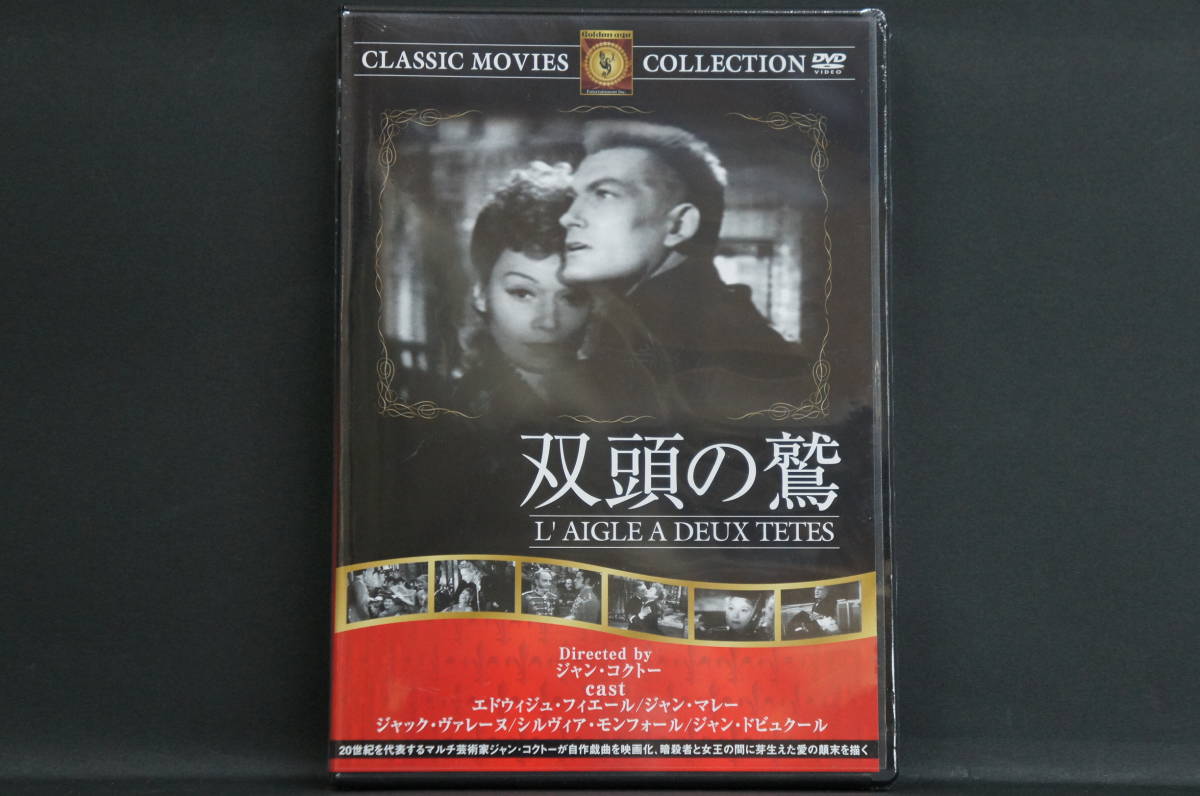 CLASSIC MOVIES
Golden age
Entertainment Inc.
COLLECTION
DVD
VIDEO
双頭の鷲
L' AIGLE A DEUX TETES
Directed by
ジャン・コクトー
cast
エドウィジュ・フィエール/ジャン・マレー
ジャック・ヴァレーヌ/シルヴィア・モンフォール/ジャン・ドビュクール
20世紀を代表するマルチ芸術家ジャン・コクトーが自作戯曲を映画化、暗殺者と女王の間に芽生えた愛の顛末を描く